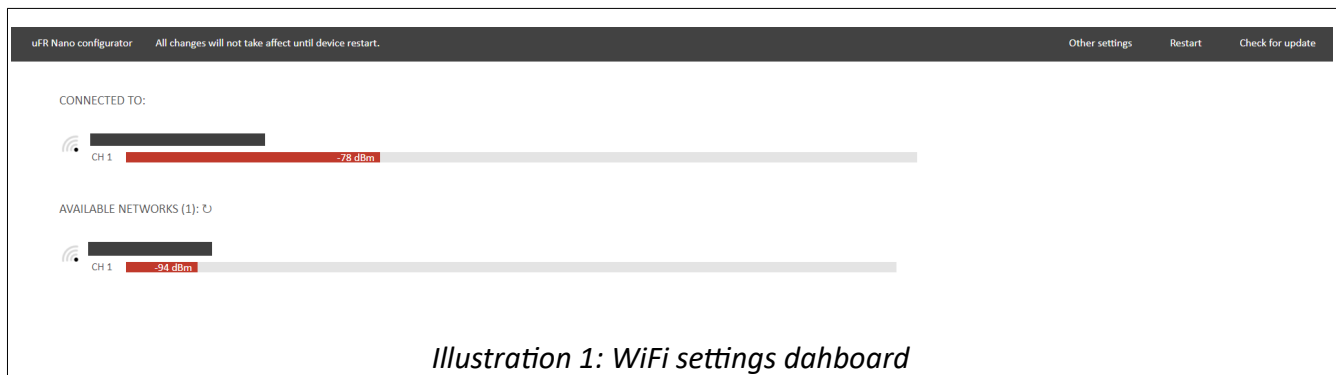 uFR Nano configurator All changes will not take affect until device restart. Other settings Restart Check for update
CONNECTED TO:
CH 1 -78 dBm
AVAILABLE NETWORKS (1): ↻
CH 1 -94 dBm
Illustration 1: WiFi settings dahboard